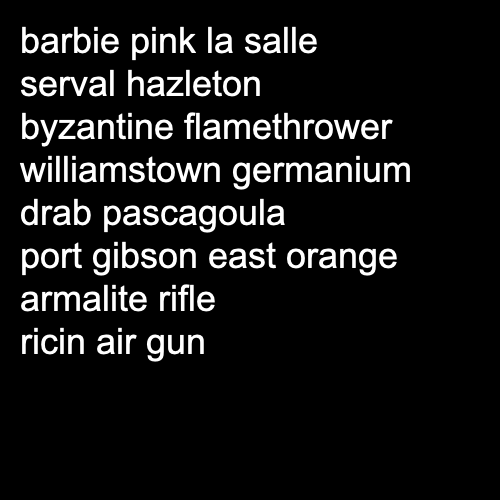 barbie pink la salle
serval hazleton
byzantine flamethrower
williamstown germanium
drab pascagoula
port gibson east orange
armalite rifle
ricin air gun